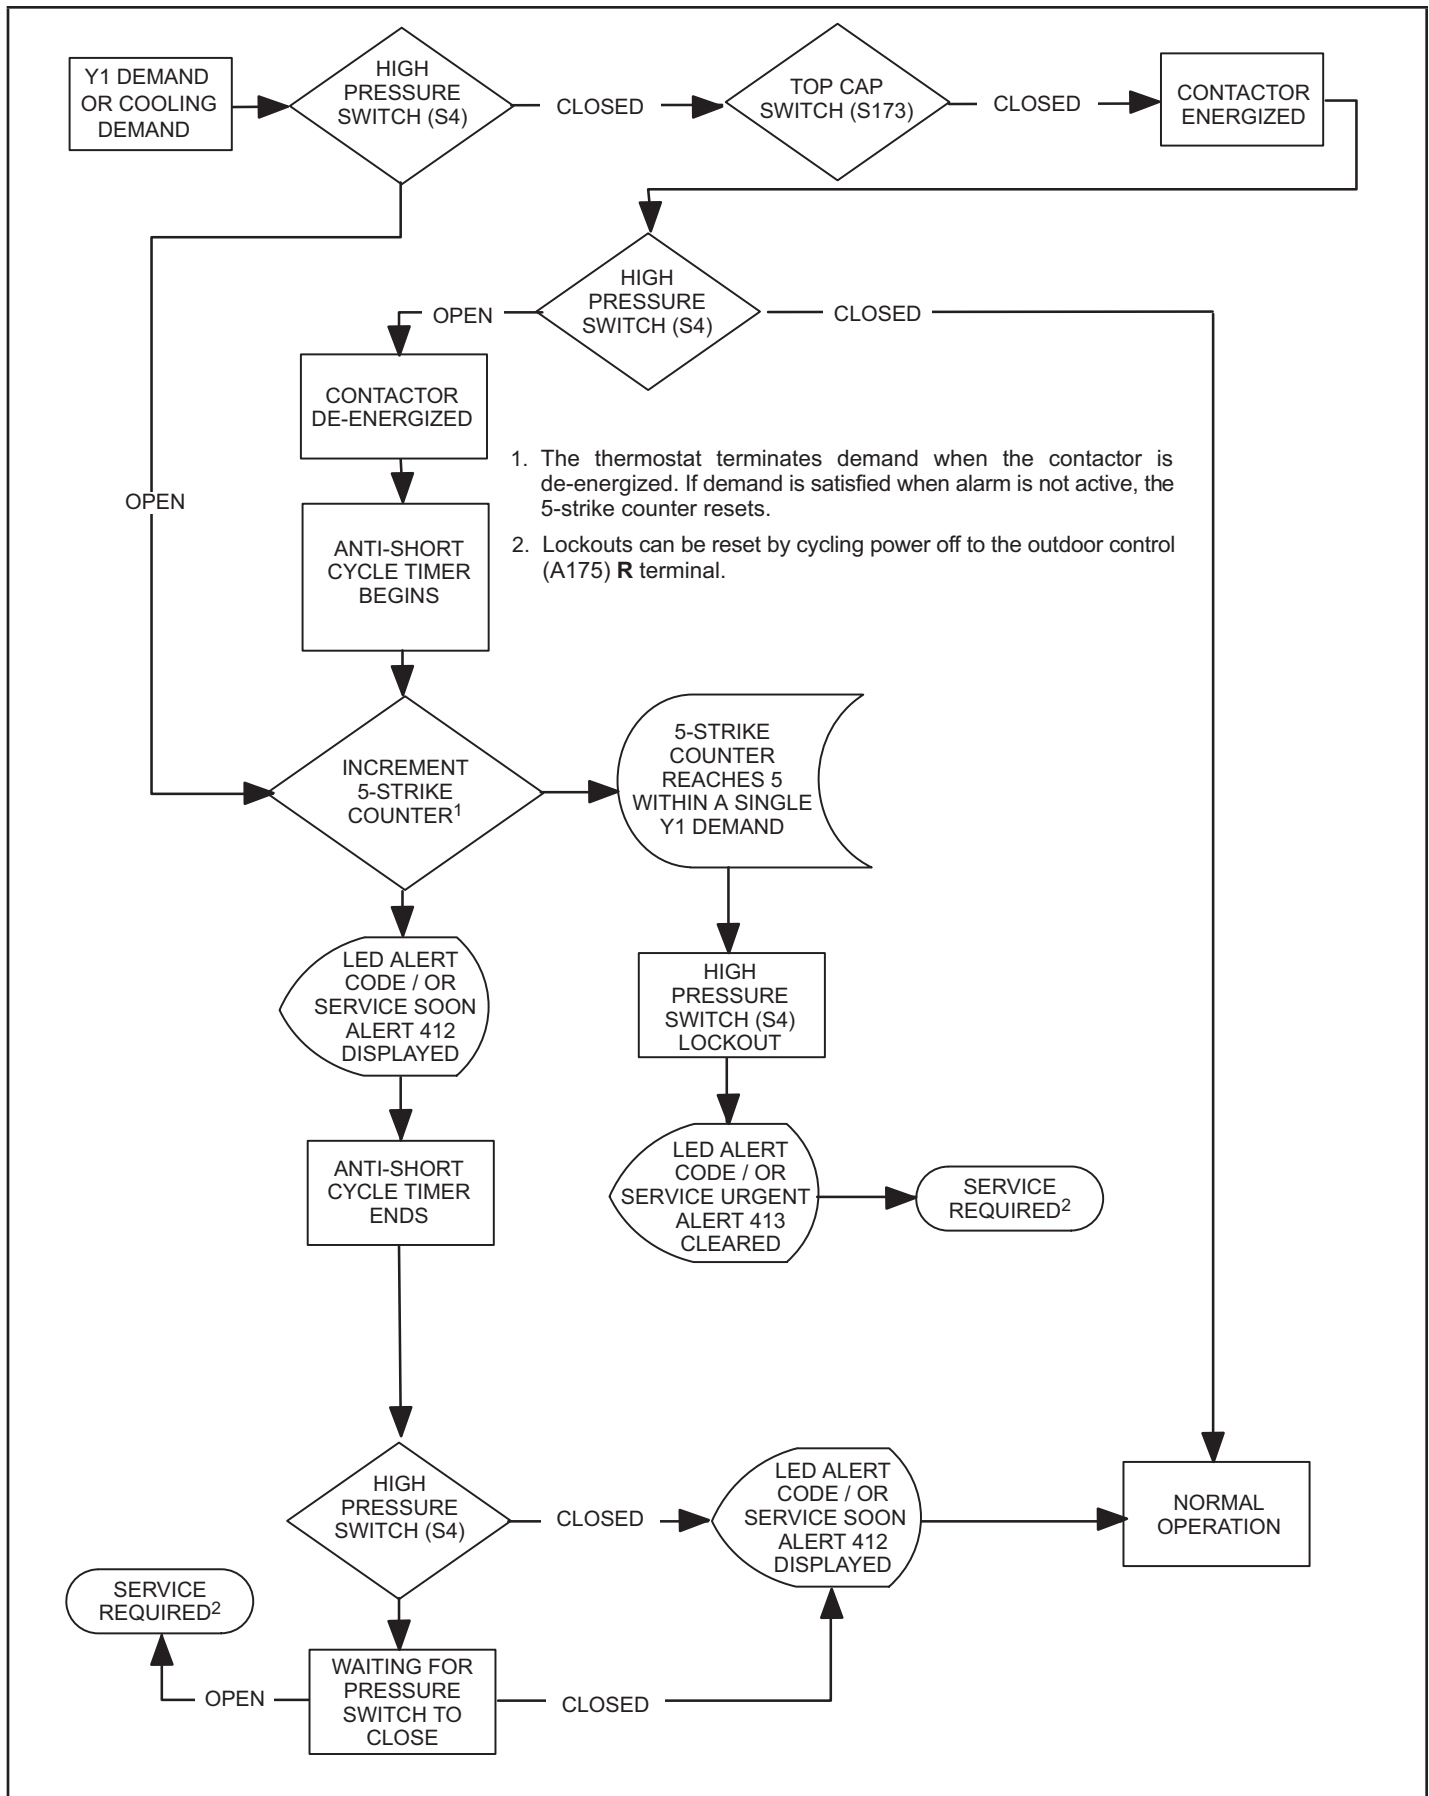 Y1 DEMAND
OR COOLING
DEMAND
HIGH
PRESSURE
SWITCH (S4)
CLOSED
TOP CAP
SWITCH (S173)
CLOSED
CONTACTOR
ENERGIZED
HIGH
PRESSURE
SWITCH (S4)
OPEN
CLOSED
CONTACTOR
DE-ENERGIZED
1. The thermostat terminates demand when the contactor is
de-energized. If demand is satisfied when alarm is not active, the
5-strike counter resets.
2. Lockouts can be reset by cycling power off to the outdoor control
(A175) R terminal.
OPEN
ANTI-SHORT
CYCLE TIMER
BEGINS
INCREMENT
5-STRIKE
COUNTER1
5-STRIKE
COUNTER
REACHES 5
WITHIN A SINGLE
Y1 DEMAND
LED ALERT
CODE / OR
SERVICE SOON
ALERT 412
DISPLAYED
HIGH
PRESSURE
SWITCH (S4)
LOCKOUT
ANTI-SHORT
CYCLE TIMER
ENDS
LED ALERT
CODE / OR
SERVICE URGENT
ALERT 413
CLEARED
SERVICE
REQUIRED2
HIGH
PRESSURE
SWITCH (S4)
CLOSED
LED ALERT
CODE / OR
SERVICE SOON
ALERT 412
DISPLAYED
NORMAL
OPERATION
SERVICE
REQUIRED2
OPEN
WAITING FOR
PRESSURE
SWITCH TO
CLOSE
CLOSED